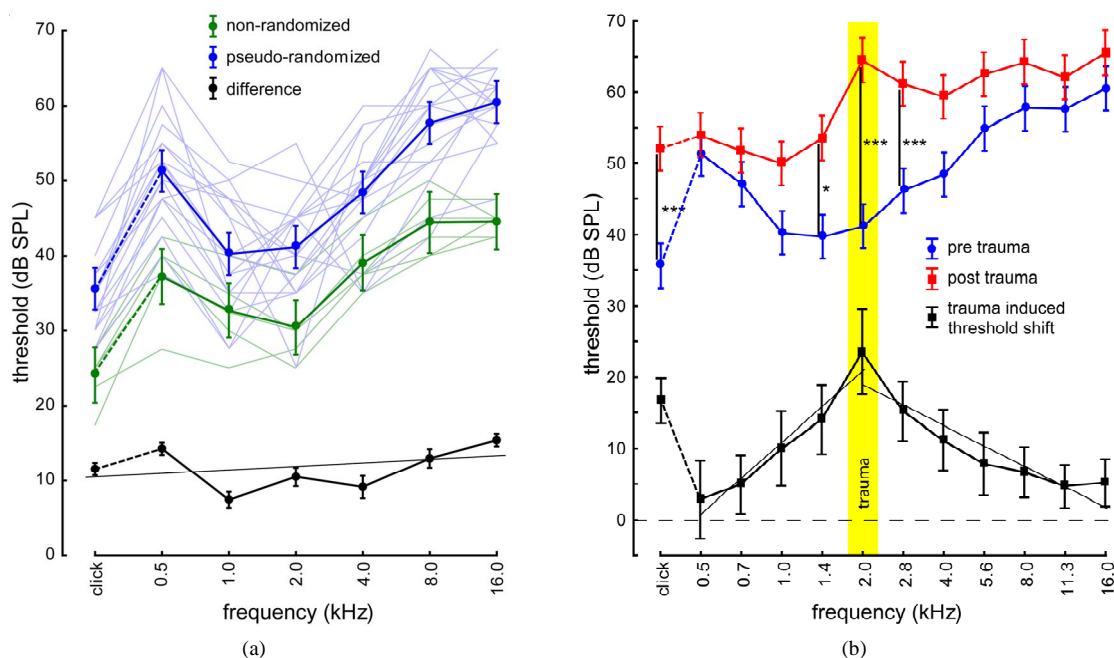 70
60
50
40
30
20
10
0
threshold (dB SPL)
non-randomized
pseudo-randomized
difference
click
0.5
1.0
2.0
4.0
8.0
16.0
frequency (kHz)
(a)
70
60
50
40
30
20
10
0
threshold (dB SPL)
***
*
***
***
pre trauma
post trauma
trauma induced
threshold shift
trauma
click
0.5
0.7
1.0
1.4
2.0
2.8
4.0
5.6
8.0
11.3
16.0
frequency (kHz)
(b)